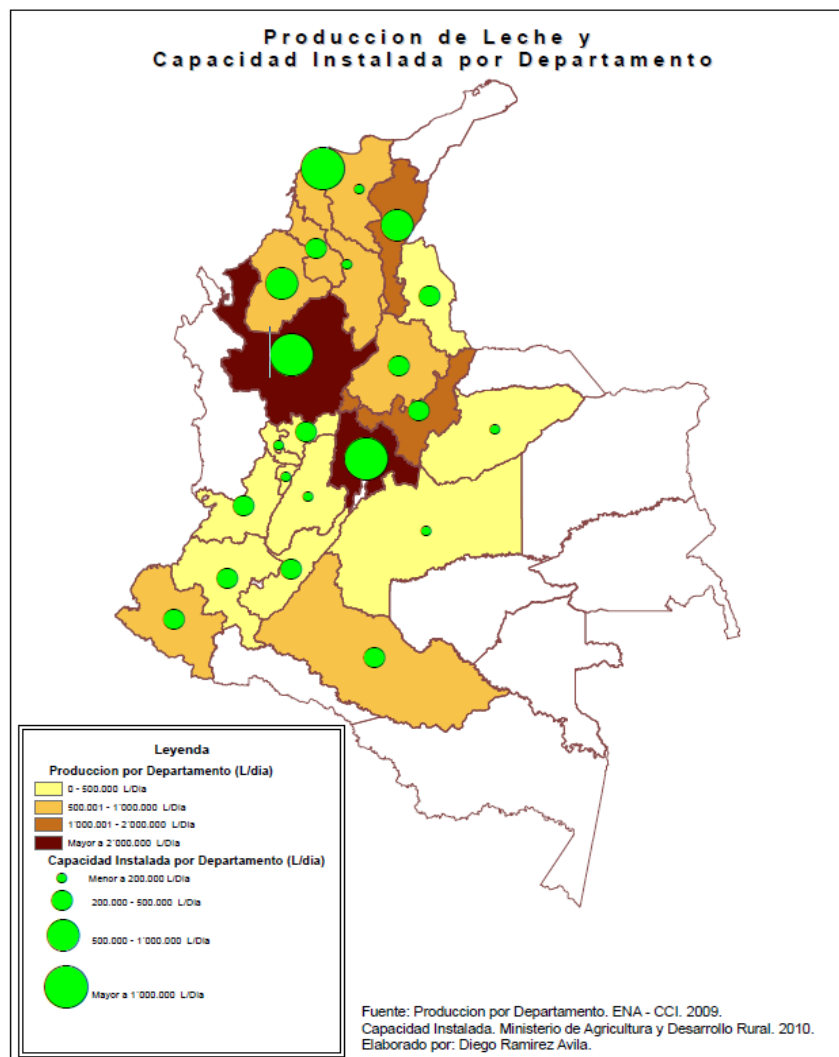 Produccion de Leche y
Capacidad Instalada por Departamento
Leyenda
Produccion por Departamento (L/dia)
0 - 500.000 L/Dia
500.001 - 1´000.000 L/Dia
1´000.001 - 2´000.000 L/Dia
Mayor a 2´000.000 L/Dia
Capacidad Instalada por Departamento (L/dia)
Menor a 200.000 L/Dia
200.000 - 500.000 L/Dia
500.000 - 1´000.000 L/Dia
Mayor a 1´000.000 L/Dia
Fuente: Produccion por Departamento. ENA - CCI. 2009.
Capacidad Instalada. Ministerio de Agricultura y Desarrollo Rural. 2010.
Elaborado por: Diego Ramirez Avila.